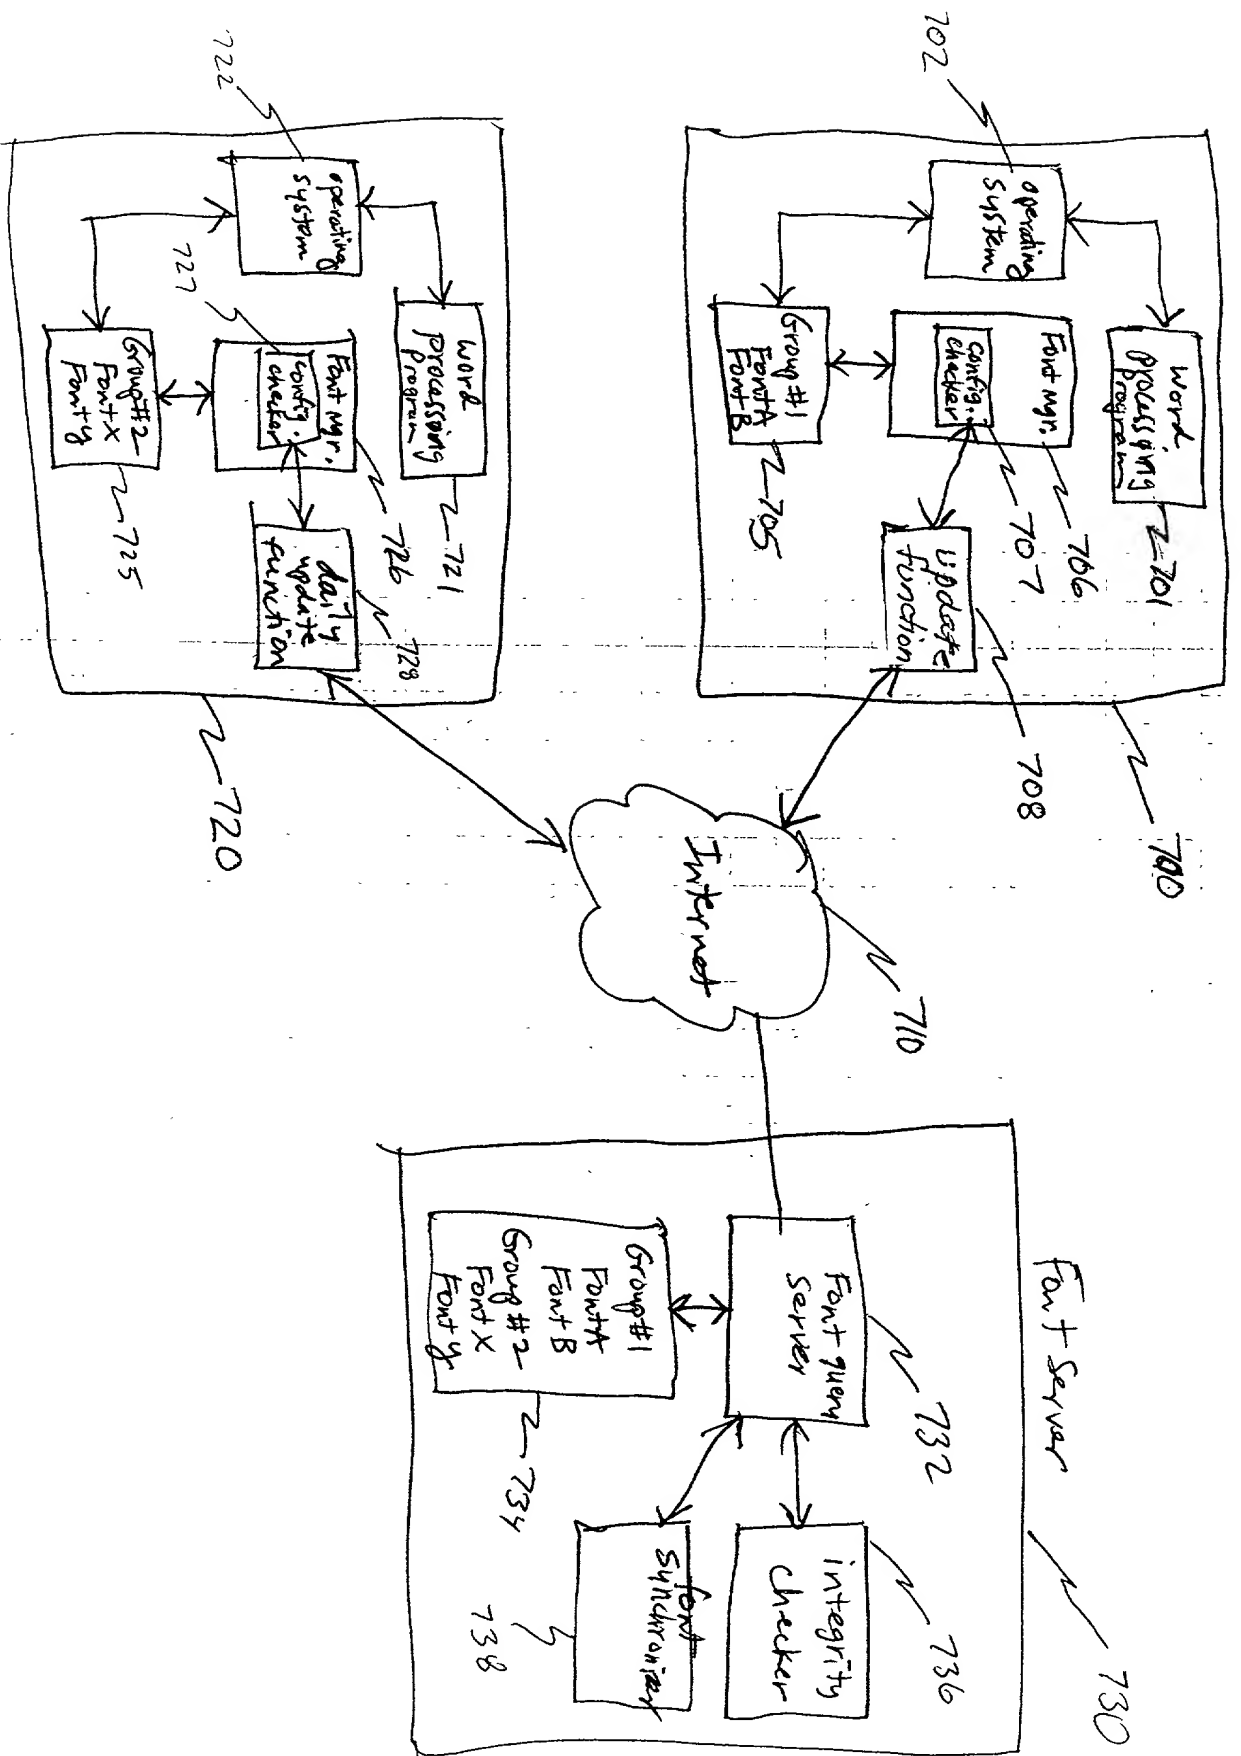 700
702
operating
system
word
processing
program
701
Font Mgr.
config.
checker
706
707
Group #1
Font A
Font B
705
update
function
708
722
operating
system
word
processing
program
721
727
Font Mgr.
config.
checker
726
Group #2
Font X
Font y
725
daily
update
function
728
720
Internet
710
Font Server
730
Font query
server
732
Group #1
Font A
Font B
Group #2
Font X
Font y
734
integrity
checker
736
font
synchronizer
738